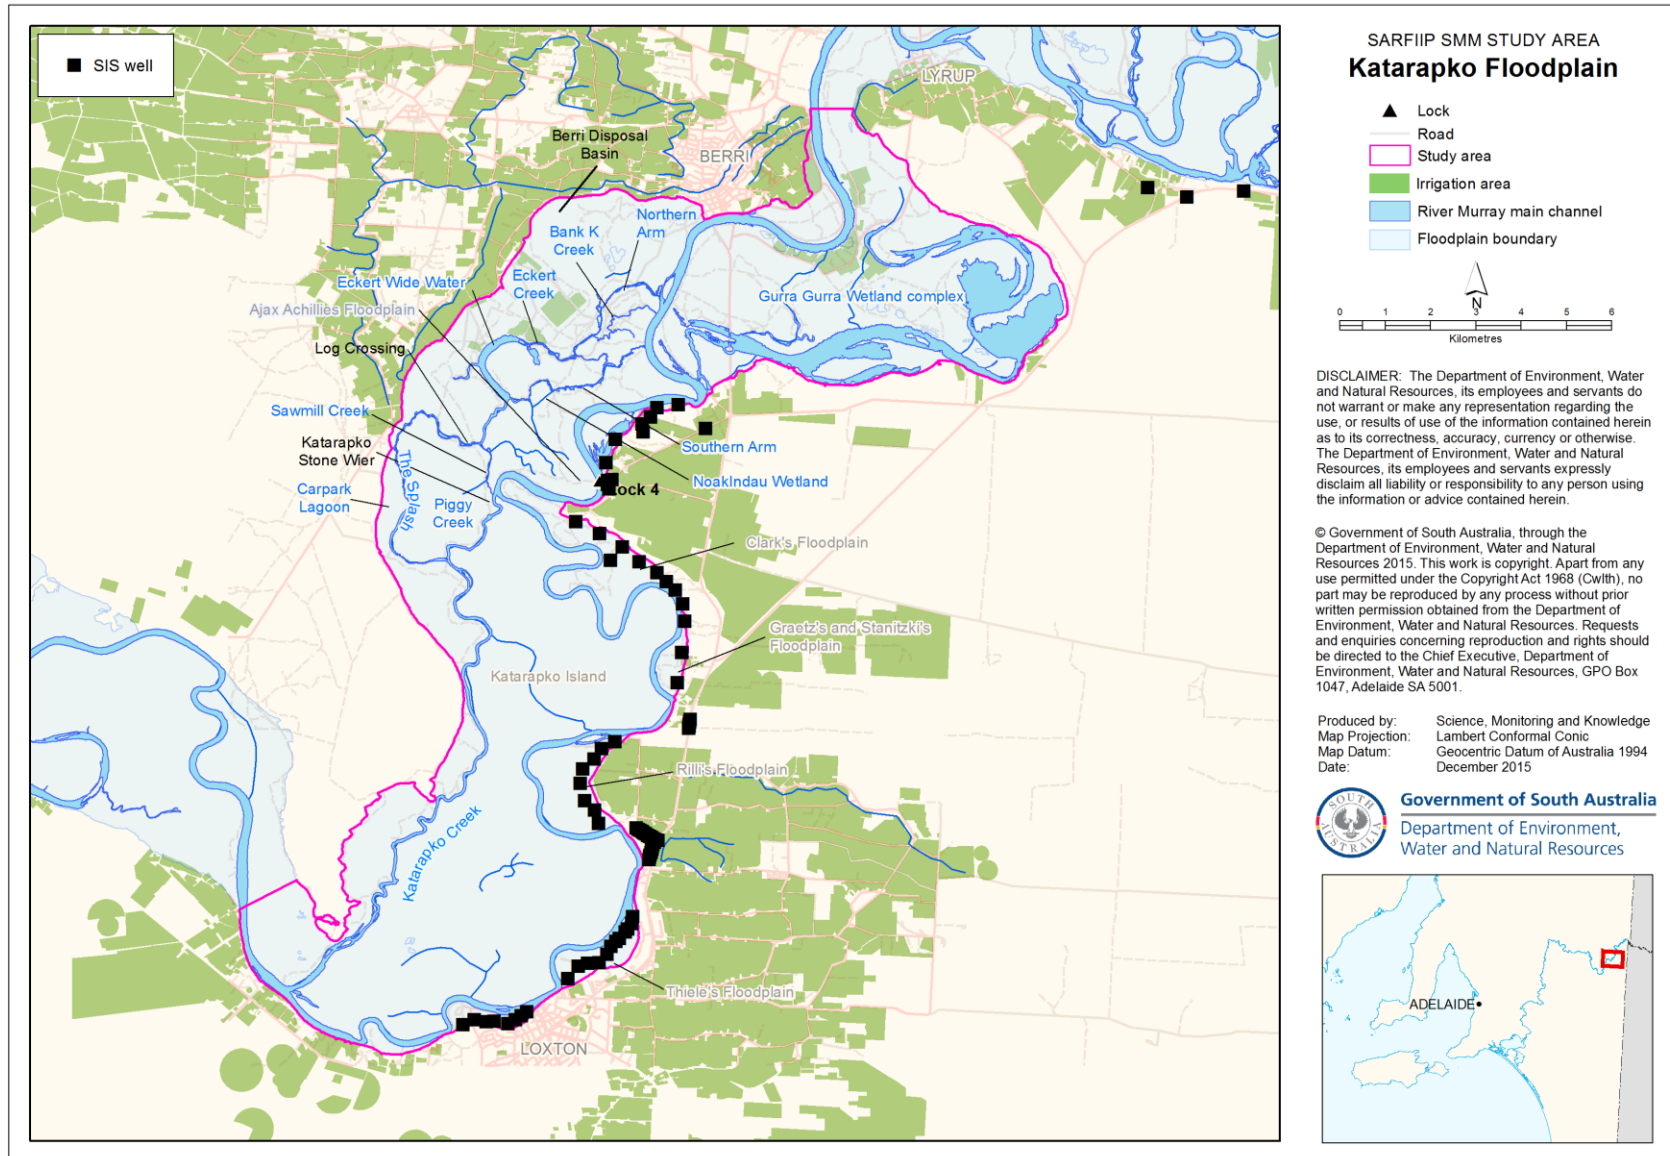 SIS well
LYRUP
Berri Disposal
Basin
BERRI
Northern
Arm
Bank K
Creek
Eckert Wide Water
Eckert
Creek
Gurra Gurra Wetland complex
Ajax Achillies Floodplain
Log Crossing
Sawmill Creek
Katarapko
Stone Wier
Southern Arm
The Splash
Carpark
Lagoon
Piggy
Creek
NoakIndau Wetland
Lock 4
Clark's Floodplain
Graetz's and Stanitzki's
Floodplain
Katarapko Island
Rilli's Floodplain
Katarapko Creek
Thiele's Floodplain
LOXTON
SARFIIP SMM STUDY AREA
Katarapko Floodplain
Lock
Road
Study area
Irrigation area
River Murray main channel
Floodplain boundary
N
0 1 2 3 4 5 6
Kilometres
DISCLAIMER: The Department of Environment, Water
and Natural Resources, its employees and servants do
not warrant or make any representation regarding the
use, or results of use of the information contained herein
as to its correctness, accuracy, currency or otherwise.
The Department of Environment, Water and Natural
Resources, its employees and servants expressly
disclaim all liability or responsibility to any person using
the information or advice contained herein.
© Government of South Australia, through the
Department of Environment, Water and Natural
Resources 2015. This work is copyright. Apart from any
use permitted under the Copyright Act 1968 (Cwlth), no
part may be reproduced by any process without prior
written permission obtained from the Department of
Environment, Water and Natural Resources. Requests
and enquiries concerning reproduction and rights should
be directed to the Chief Executive, Department of
Environment, Water and Natural Resources, GPO Box
1047, Adelaide SA 5001.
Produced by: Science, Monitoring and Knowledge
Map Projection: Lambert Conformal Conic
Map Datum: Geocentric Datum of Australia 1994
Date: December 2015
SOUTH
AUSTRALIA
Government of South Australia
Department of Environment,
Water and Natural Resources
ADELAIDE